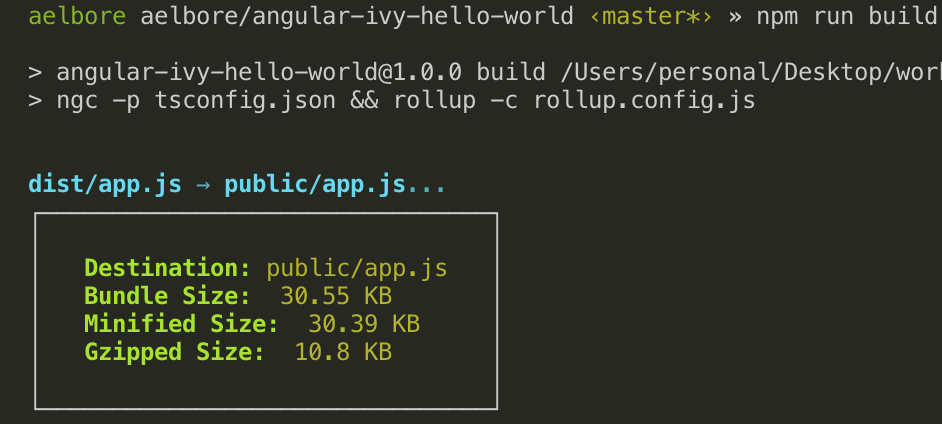 aelbore aelbore/angular-ivy-hello-world ‹master*› » npm run build
> angular-ivy-hello-world@1.0.0 build /Users/personal/Desktop/wor
> ngc -p tsconfig.json && rollup -c rollup.config.js
dist/app.js → public/app.js...
Destination: public/app.js
Bundle Size:  30.55 KB
Minified Size:  30.39 KB
Gzipped Size:  10.8 KB